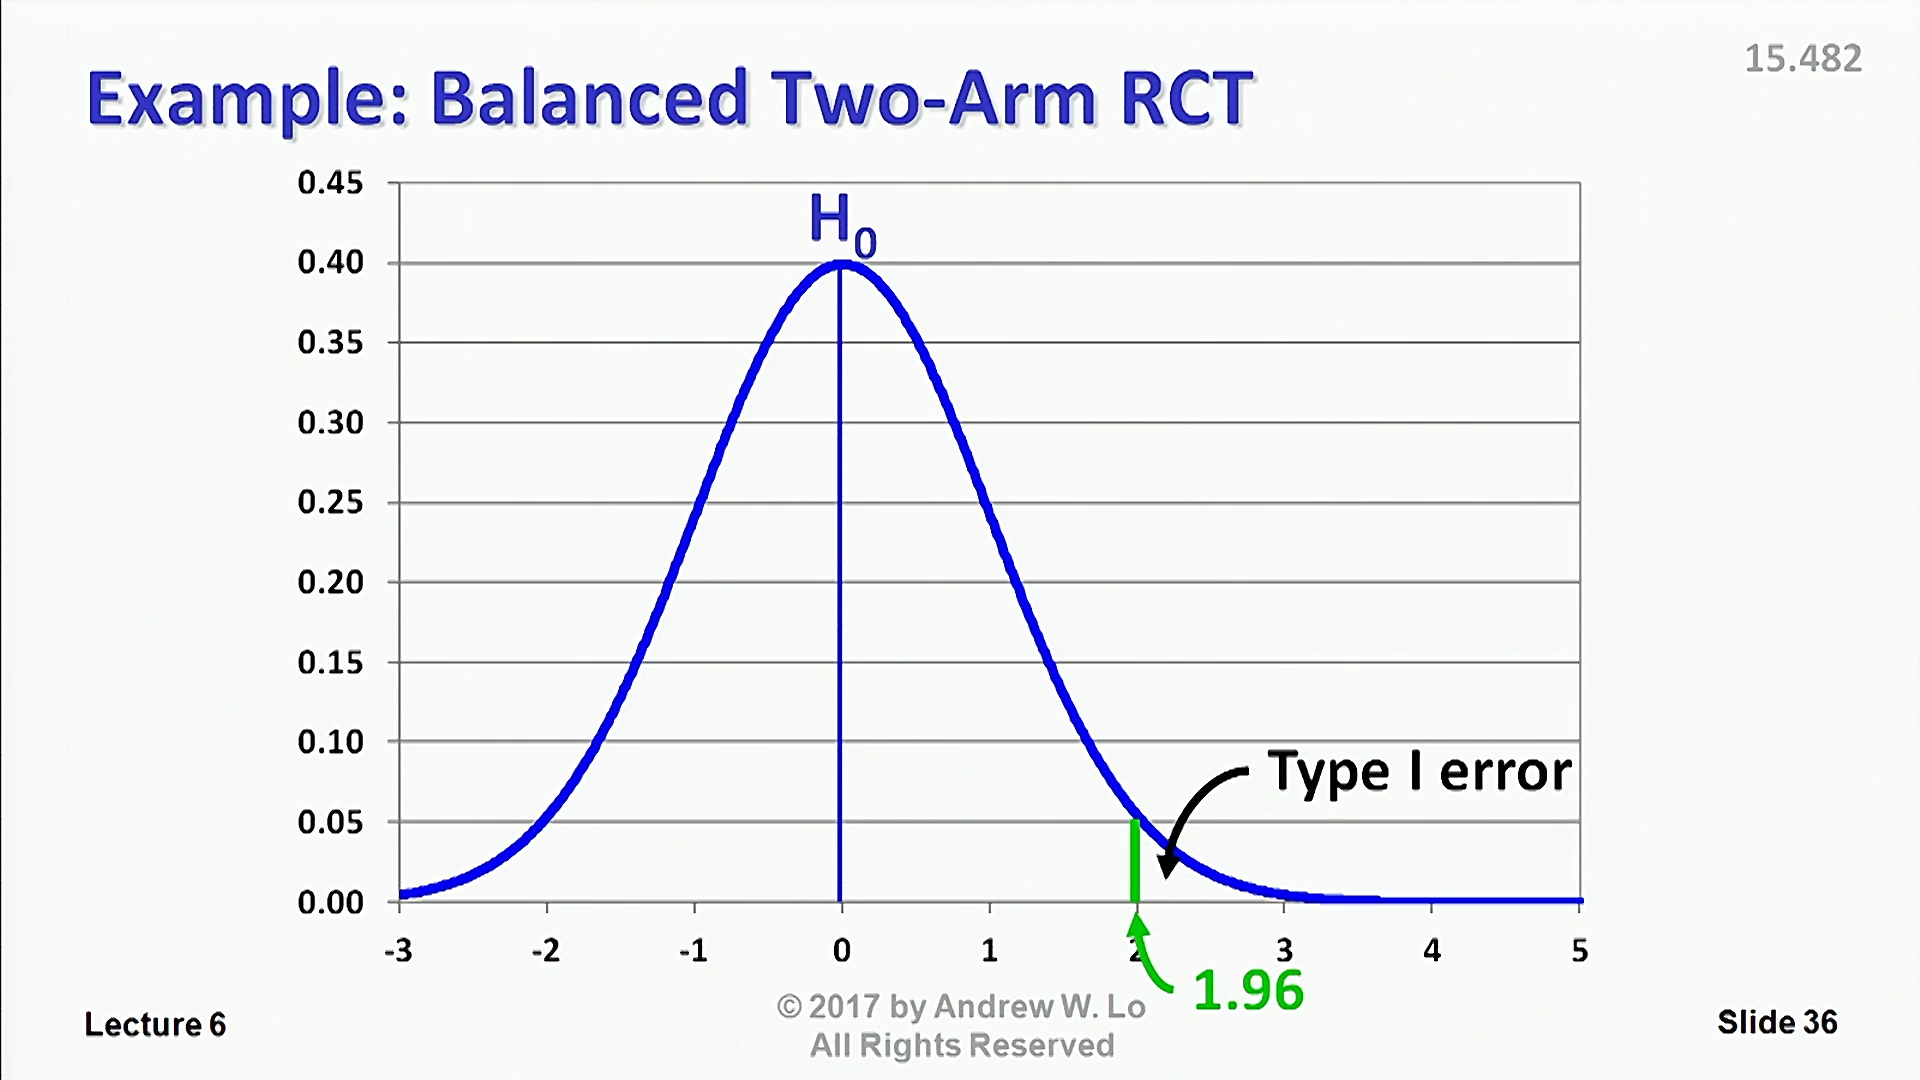 15.482
Example: Balanced Two-Arm RCT
0.45
H0
0.40
0.35
0.30
0.25
0.20
0.15
0.10
Type I error
0.05
0.00
-3 -2 -1 0 1 2 3 4 5
1.96
© 2017 by Andrew W. Lo
All Rights Reserved
Lecture 6
Slide 36